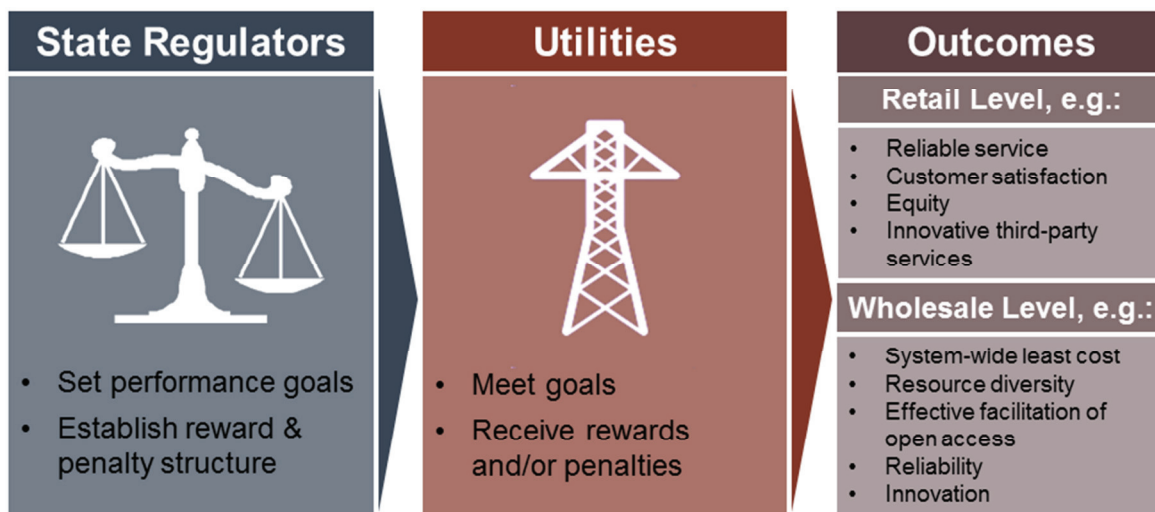 State Regulators
• Set performance goals
• Establish reward &
penalty structure
Utilities
• Meet goals
• Receive rewards
and/or penalties
Outcomes
Retail Level, e.g.:
• Reliable service
• Customer satisfaction
• Equity
• Innovative third-party
services
Wholesale Level, e.g.:
• System-wide least cost
• Resource diversity
• Effective facilitation of
open access
• Reliability
• Innovation